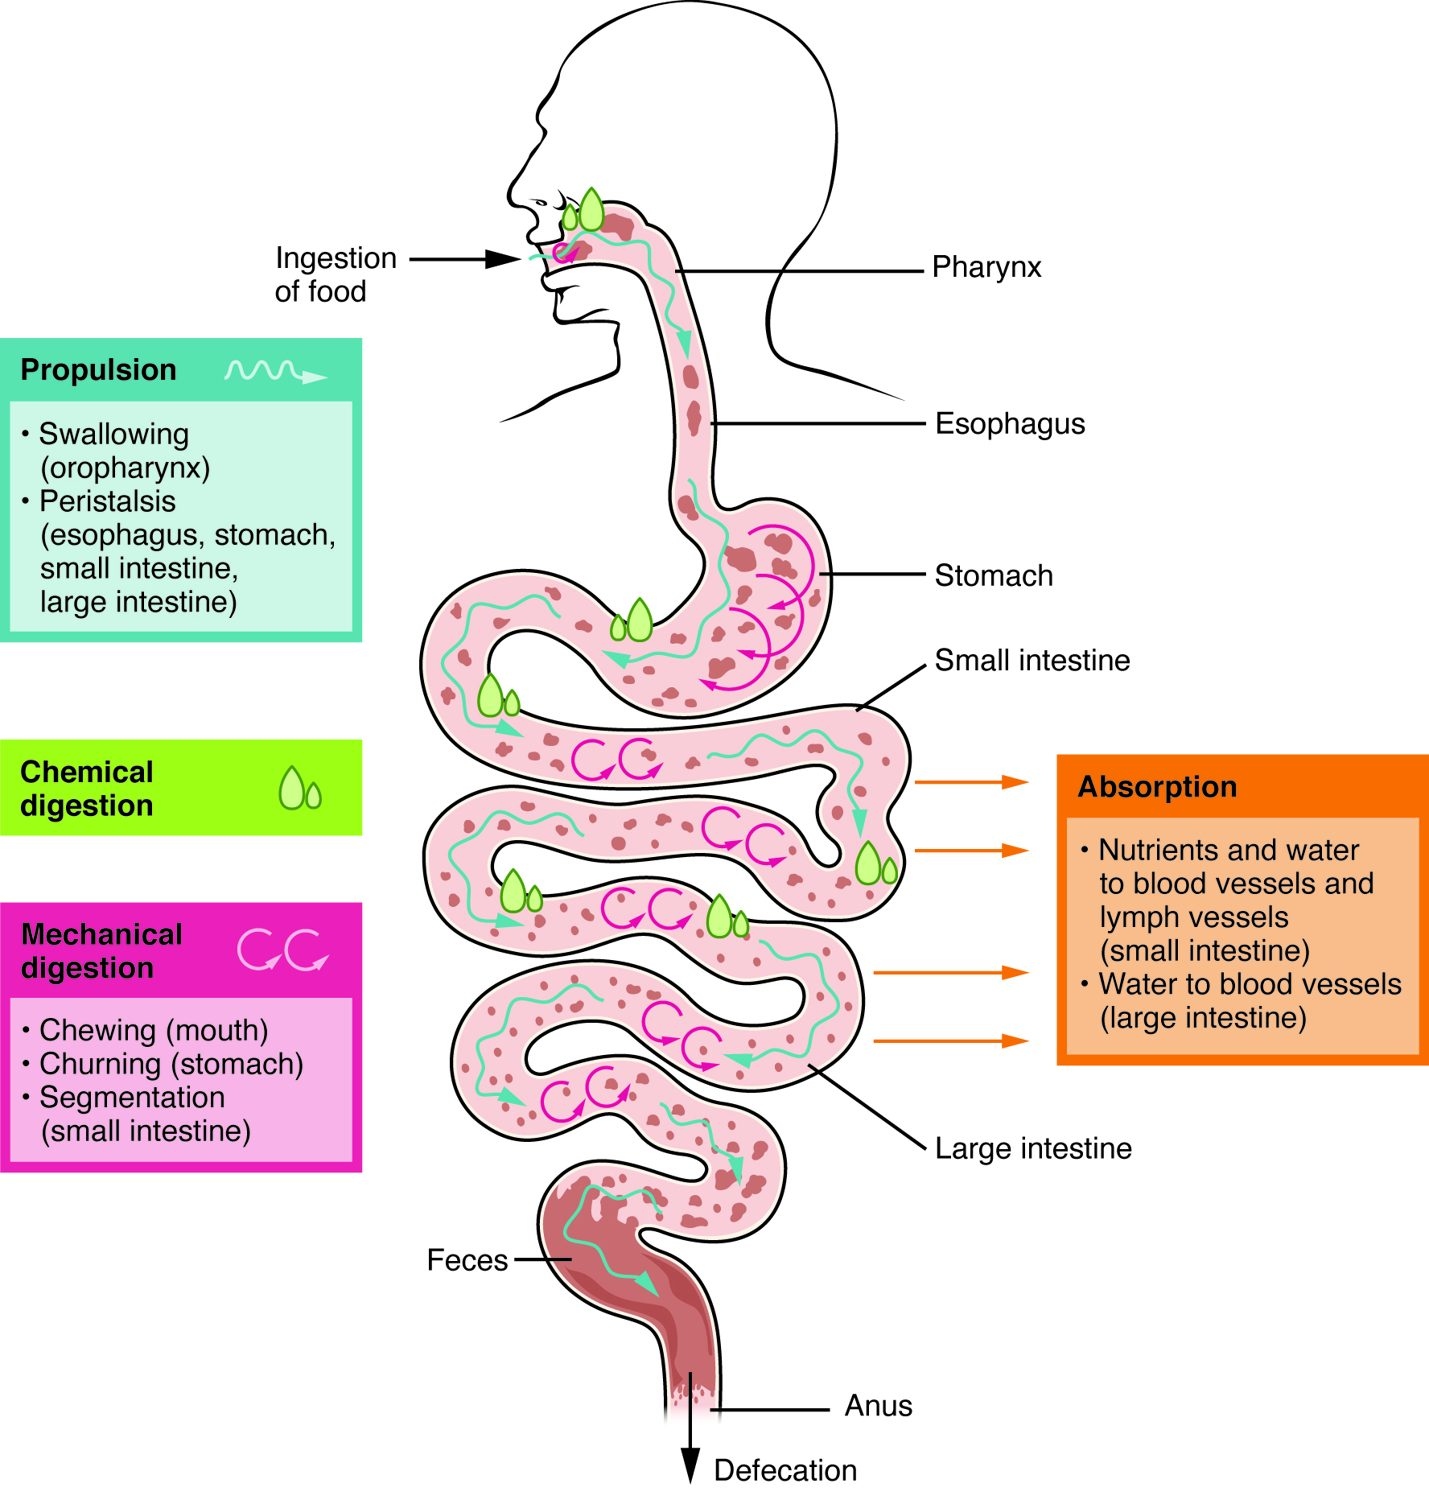 Ingestion
of food
Pharynx
Propulsion
• Swallowing
(oropharynx)
• Peristalsis
(esophagus, stomach,
small intestine,
large intestine)
Esophagus
Stomach
Small intestine
Chemical
digestion
Absorption
• Nutrients and water
to blood vessels and
lymph vessels
(small intestine)
• Water to blood vessels
(large intestine)
Mechanical
digestion
• Chewing (mouth)
• Churning (stomach)
• Segmentation
(small intestine)
Large intestine
Feces
Anus
Defecation